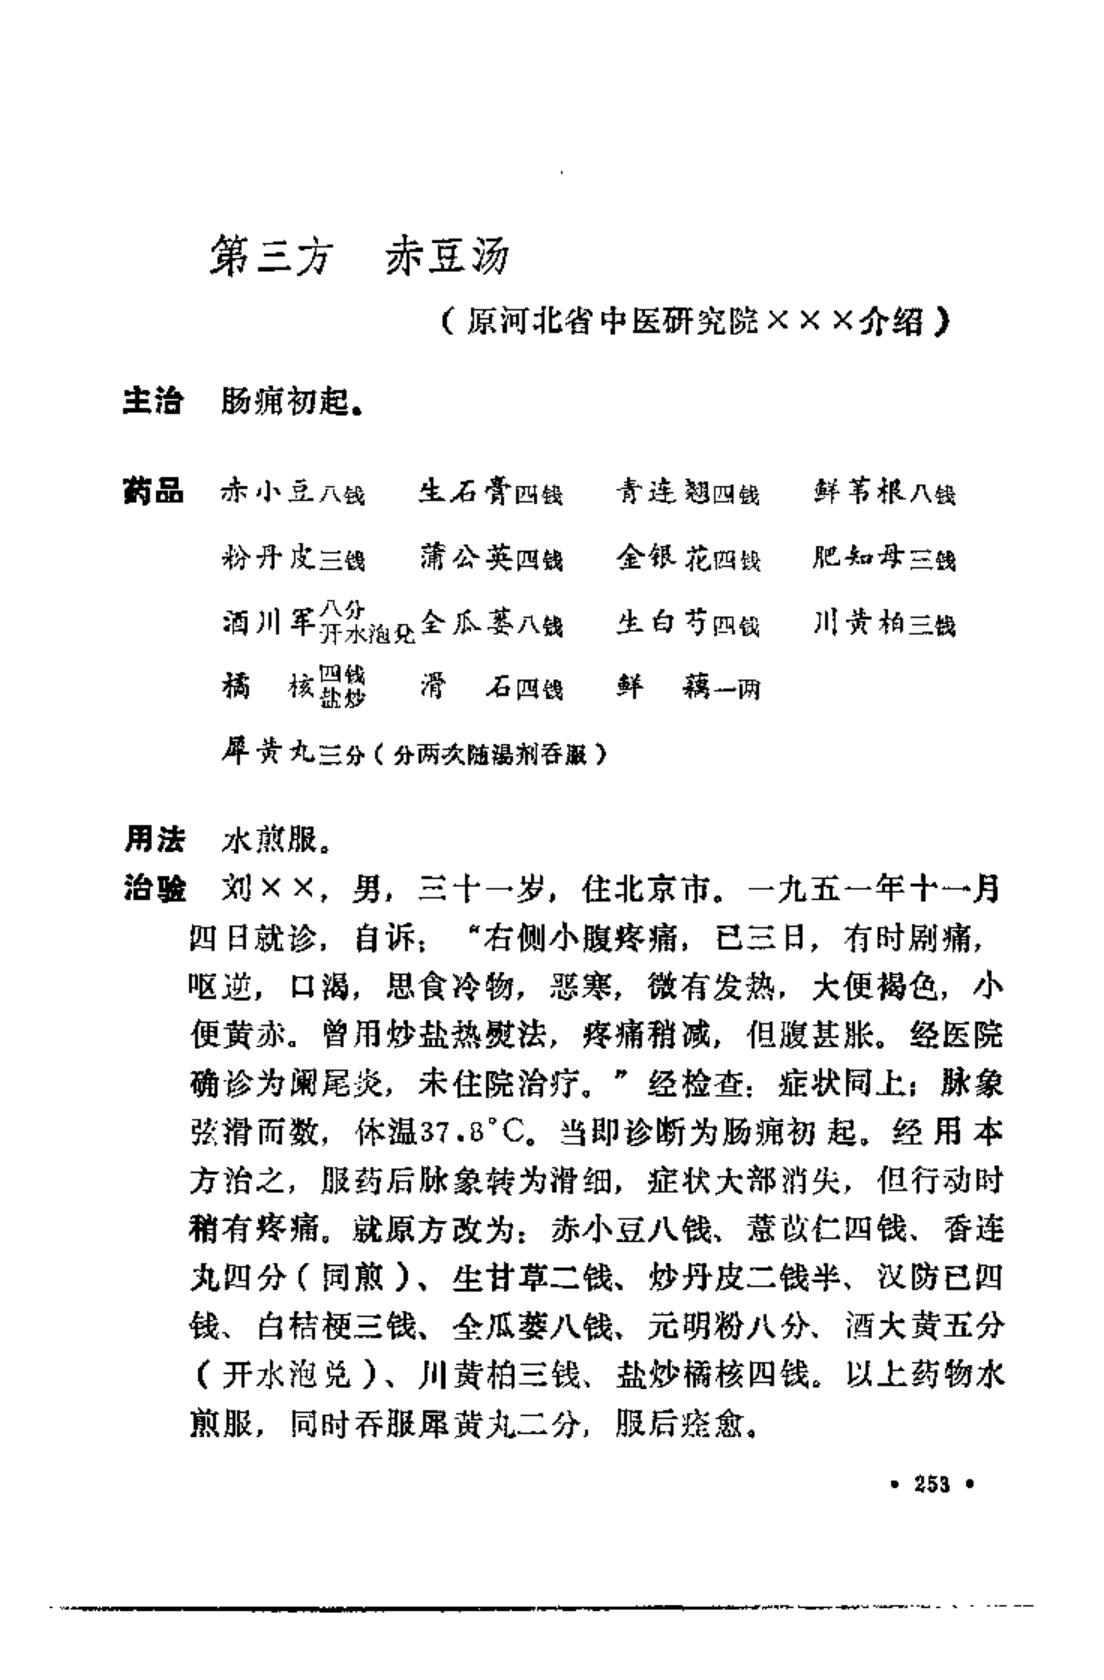 第三方　赤豆汤
（原河北省中医研究院×××介绍）
主治　肠痈初起。
药品　赤小豆八钱　生石膏四钱　青连翘四钱　鲜苇根八钱
粉丹皮三钱　蒲公英四钱　金银花四钱　肥知母三钱
酒川军八分开水泡兑　全瓜蒌八钱　生白芍四钱　川黄柏三钱
橘　核四钱盐炒　滑　石四钱　鲜　藕一两
犀黄丸三分（分两次随汤剂吞服）
用法　水煎服。
治验　刘××，男，三十一岁，住北京市。一九五一年十一月
四日就诊，自诉：“右侧小腹疼痛，已三日，有时剧痛，
呕逆，口渴，思食冷物，恶寒，微有发热，大便褐色，小
便黄赤。曾用炒盐热熨法，疼痛稍减，但腹甚胀。经医院
确诊为阑尾炎，未住院治疗。”经检查：症状同上；脉象
弦滑而数，体温37.8°C。当即诊断为肠痈初起。经用本
方治之，服药后脉象转为滑细，症状大部消失，但行动时
稍有疼痛。就原方改为：赤小豆八钱、薏苡仁四钱、香连
丸四分（同煎）、生甘草二钱、炒丹皮二钱半、汉防已四
钱、白桔梗三钱、全瓜蒌八钱、元明粉八分、酒大黄五分
（开水泡兑）、川黄柏三钱、盐炒橘核四钱。以上药物水
煎服，同时吞服犀黄丸二分，服后痊愈。
• 253 •